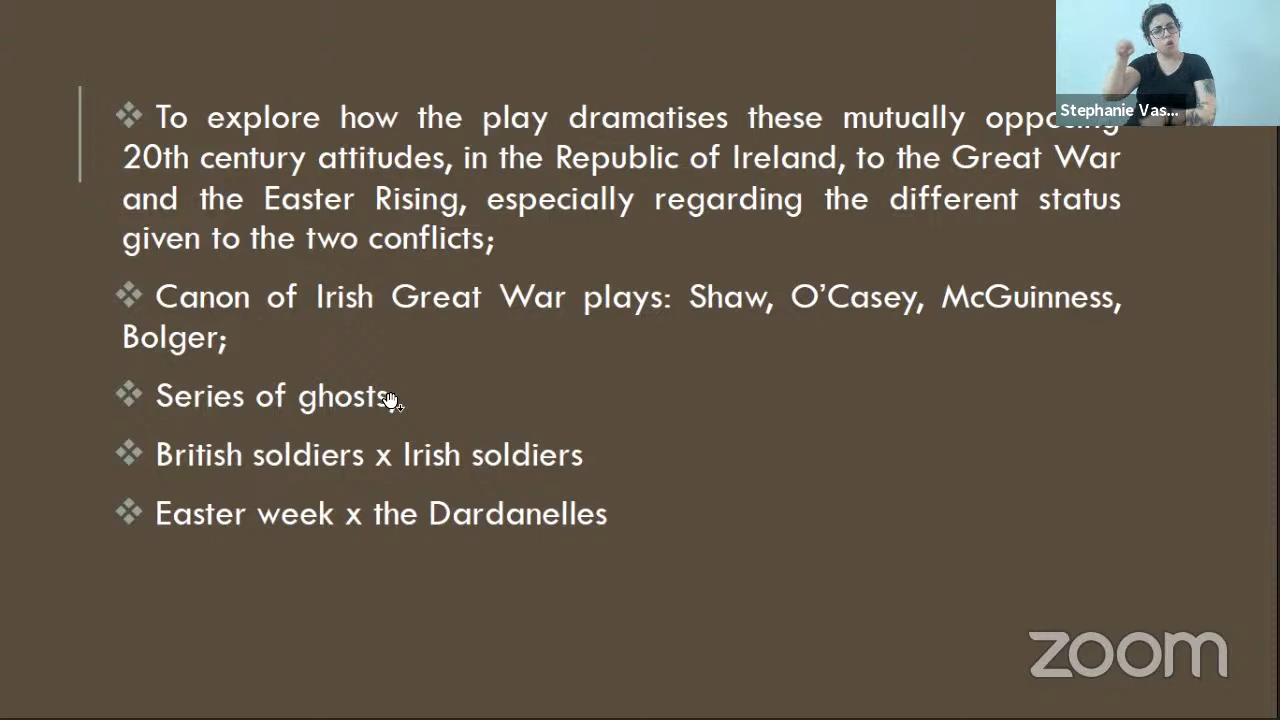 To explore how the play dramatises these mutually opposing
20th century attitudes, in the Republic of Ireland, to the Great War
and the Easter Rising, especially regarding the different status
given to the two conflicts;
Canon of Irish Great War plays: Shaw, O'Casey, McGuinness,
Bolger;
Series of ghosts;
British soldiers x Irish soldiers
Easter week x the Dardanelles
Stephanie Vas...
zoom